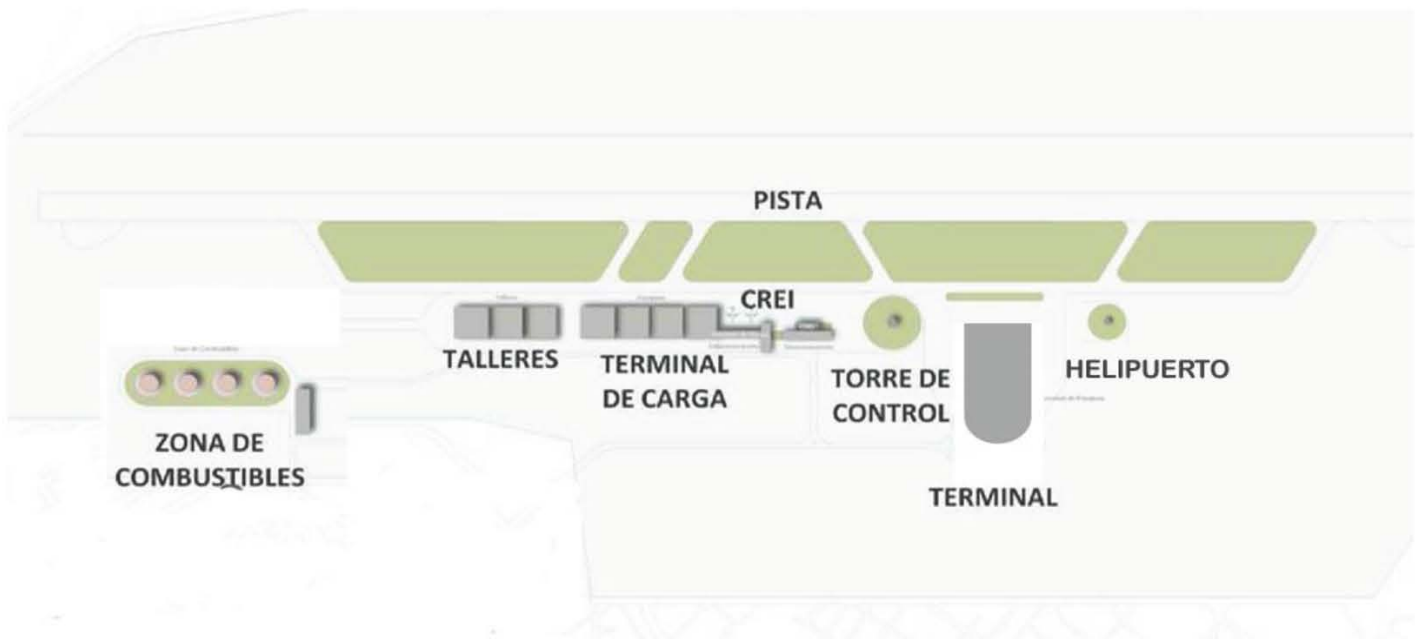 PISTA
CREI
TALLERES
TERMINAL
DE CARGA
TORRE DE
CONTROL
HELIPUERTO
ZONA DE
COMBUSTIBLES
TERMINAL